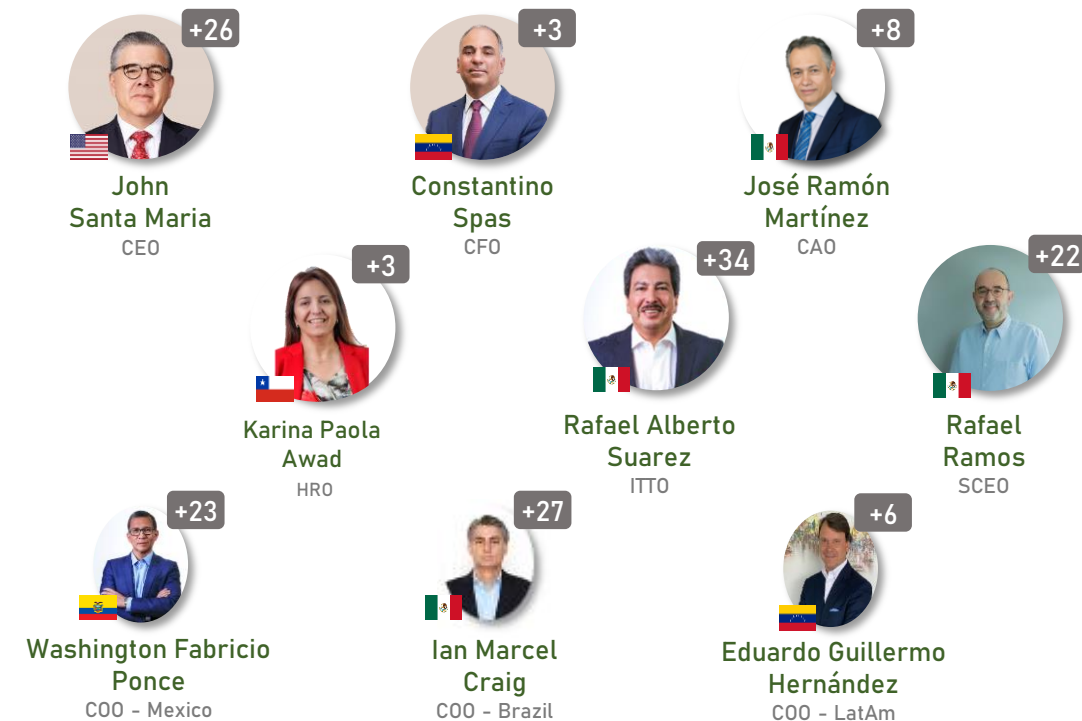 +26
John
Santa Maria
CEO
+3
Constantino
Spas
CFO
+8
José Ramón
Martínez
CAO
+3
Karina Paola
Awad
HRO
+34
Rafael Alberto
Suarez
ITTO
+22
Rafael
Ramos
SCEO
+23
Washington Fabricio
Ponce
COO - Mexico
+27
Ian Marcel
Craig
COO - Brazil
+6
Eduardo Guillermo
Hernández
COO - LatAm